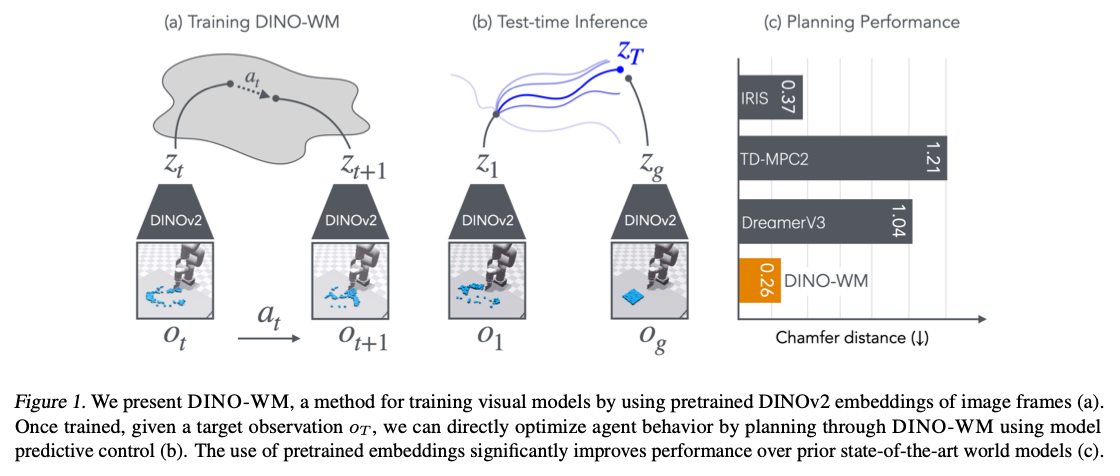 (a) Training DINO-WM
a_t
z_t
z_{t+1}
DINOv2
DINOv2
o_t
a_t
o_{t+1}
(b) Test-time Inference
z_T
z_1
z_g
DINOv2
DINOv2
o_1
o_g
(c) Planning Performance
IRIS 0.37
TD-MPC2 1.21
DreamerV3 1.04
0.26 DINO-WM
Chamfer distance (↓)
Figure 1. We present DINO-WM, a method for training visual models by using pretrained DINOv2 embeddings of image frames (a).
Once trained, given a target observation o_T, we can directly optimize agent behavior by planning through DINO-WM using model
predictive control (b). The use of pretrained embeddings significantly improves performance over prior state-of-the-art world models (c).